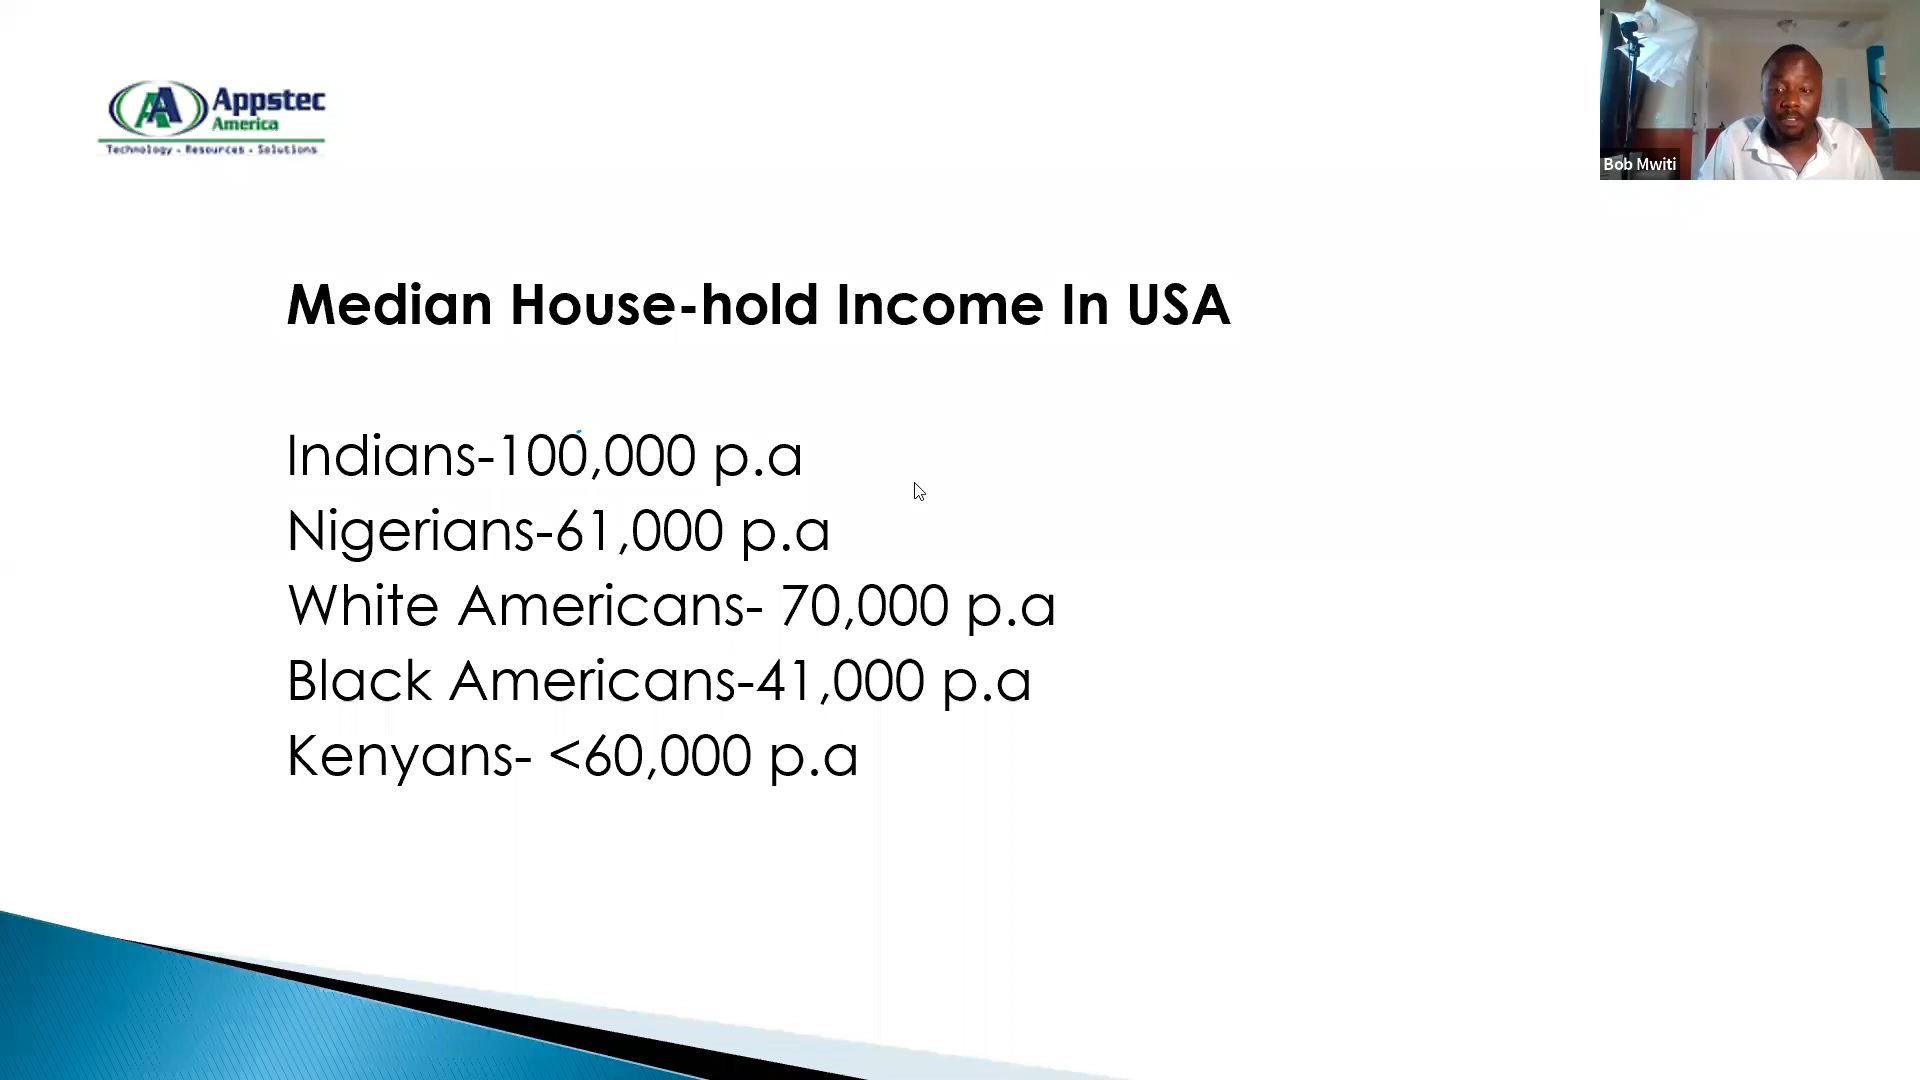 Appstec
America
Technology - Resources - Solutions
Bob Mwiti
Median House-hold Income In USA
Indians-100,000 p.a
Nigerians-61,000 p.a
White Americans- 70,000 p.a
Black Americans-41,000 p.a
Kenyans- <60,000 p.a